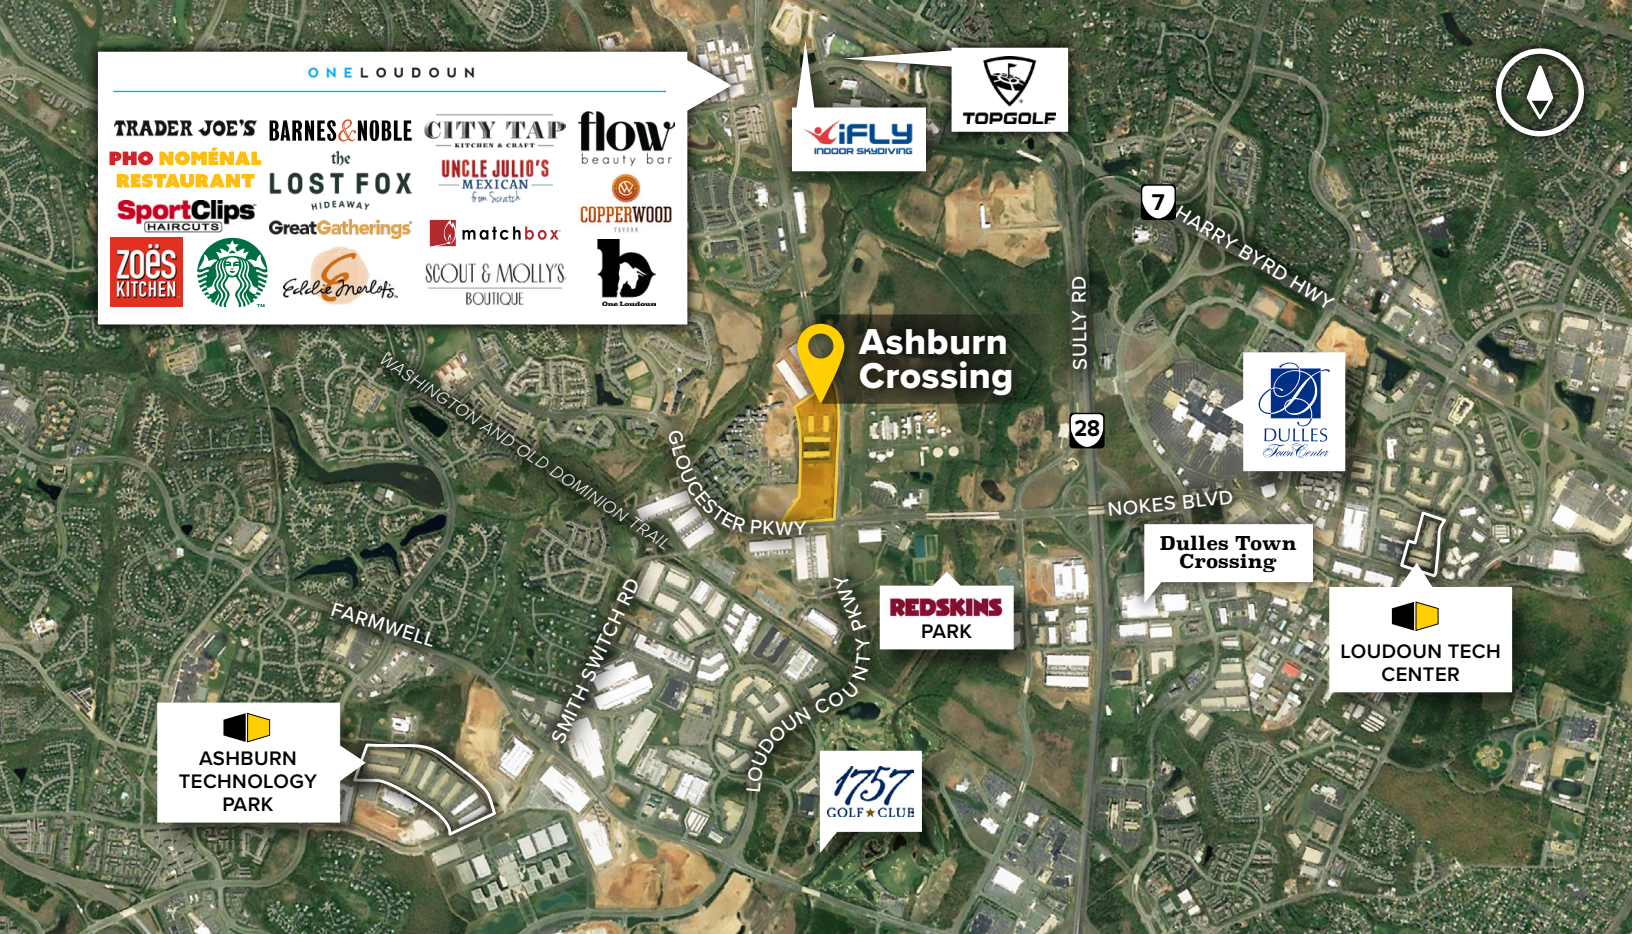 ONELOUDOUN
TRADER JOE'S
BARNES&NOBLE
CITY TAP
KITCHEN & CRAFT
flow
beauty bar
PHO NOMÉNAL
RESTAURANT
the
LOST FOX
HIDEAWAY
UNCLE JULIO'S
MEXICAN
from Scratch
W
COPPERWOOD
TAVERN
SportClips
HAIRCUTS
GreatGatherings
matchbox
ZOËS
KITCHEN
Eddie Merlot's
SCOUT & MOLLY'S
BOUTIQUE
b
One Loudoun
iFLY
INDOOR SKYDIVING
TOPGOLF
7
HARRY BYRD HWY
SULLY RD
28
Ashburn
Crossing
WASHINGTON AND OLD DOMINION TRAIL
GLOUCESTER PKWY
NOKES BLVD
D
DULLES
Town Center
Dulles Town
Crossing
REDSKINS
PARK
LOUDOUN TECH
CENTER
FARMWELL
SMITH SWITCH RD
LOUDOUN COUNTY PKWY
ASHBURN
TECHNOLOGY
PARK
1757
GOLF★CLUB